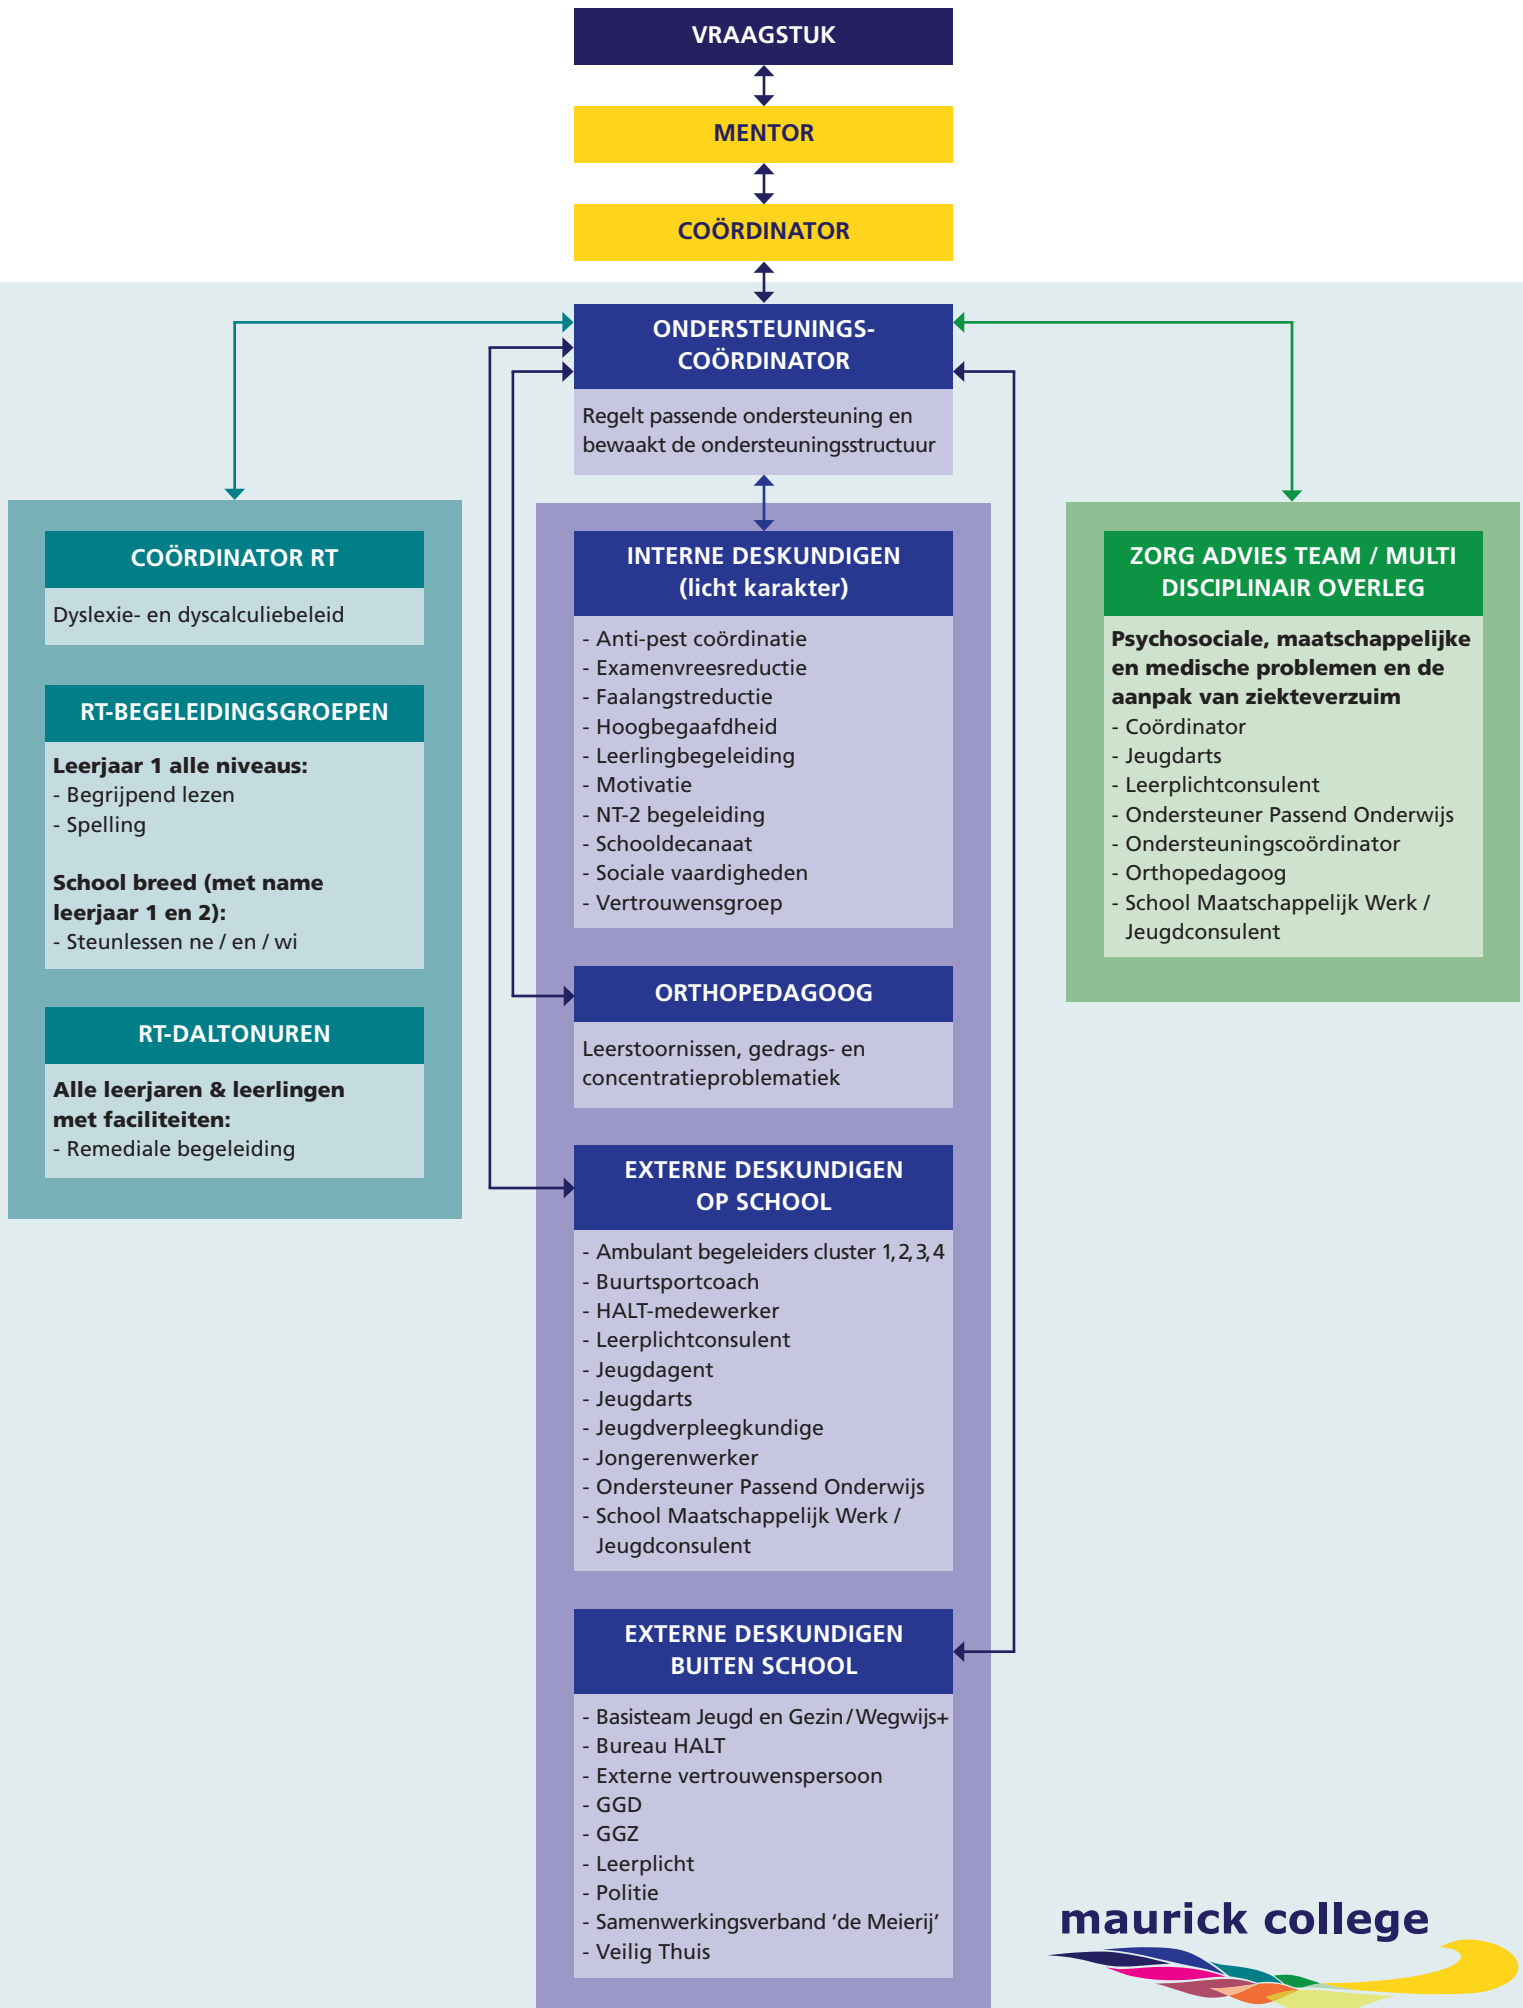 VRAAGSTUK
MENTOR
COÖRDINATOR
ONDERSTEUNINGS-
COÖRDINATOR
Regelt passende ondersteuning en
bewaakt de ondersteuningsstructuur
COÖRDINATOR RT
Dyslexie- en dyscalculiebeleid
RT-BEGELEIDINGSGROEPEN
Leerjaar 1 alle niveaus:
- Begrijpend lezen
- Spelling
School breed (met name
leerjaar 1 en 2):
- Steunlessen ne / en / wi
RT-DALTONUREN
Alle leerjaren & leerlingen
met faciliteiten:
- Remediale begeleiding
INTERNE DESKUNDIGEN
(licht karakter)
- Anti-pest coördinatie
- Examenvreesreductie
- Faalangstreductie
- Hoogbegaafdheid
- Leerlingbegeleiding
- Motivatie
- NT-2 begeleiding
- Schooldecanaat
- Sociale vaardigheden
- Vertrouwensgroep
ORTHOPEDAGOOG
Leerstoornissen, gedrags- en
concentratieproblematiek
EXTERNE DESKUNDIGEN
OP SCHOOL
- Ambulant begeleiders cluster 1,2,3,4
- Buurtsportcoach
- HALT-medewerker
- Leerplichtconsulent
- Jeugdagent
- Jeugdarts
- Jeugdverpleegkundige
- Jongerenwerker
- Ondersteuner Passend Onderwijs
- School Maatschappelijk Werk /
Jeugdconsulent
EXTERNE DESKUNDIGEN
BUITEN SCHOOL
- Basisteam Jeugd en Gezin/Wegwijs+
- Bureau HALT
- Externe vertrouwenspersoon
- GGD
- GGZ
- Leerplicht
- Politie
- Samenwerkingsverband ‘de Meierij’
- Veilig Thuis
ZORG ADVIES TEAM / MULTI
DISCIPLINAIR OVERLEG
Psychosociale, maatschappelijke
en medische problemen en de
aanpak van ziekteverzuim
- Coördinator
- Jeugdarts
- Leerplichtconsulent
- Ondersteuner Passend Onderwijs
- Ondersteuningscoördinator
- Orthopedagoog
- School Maatschappelijk Werk /
Jeugdconsulent
maurick college